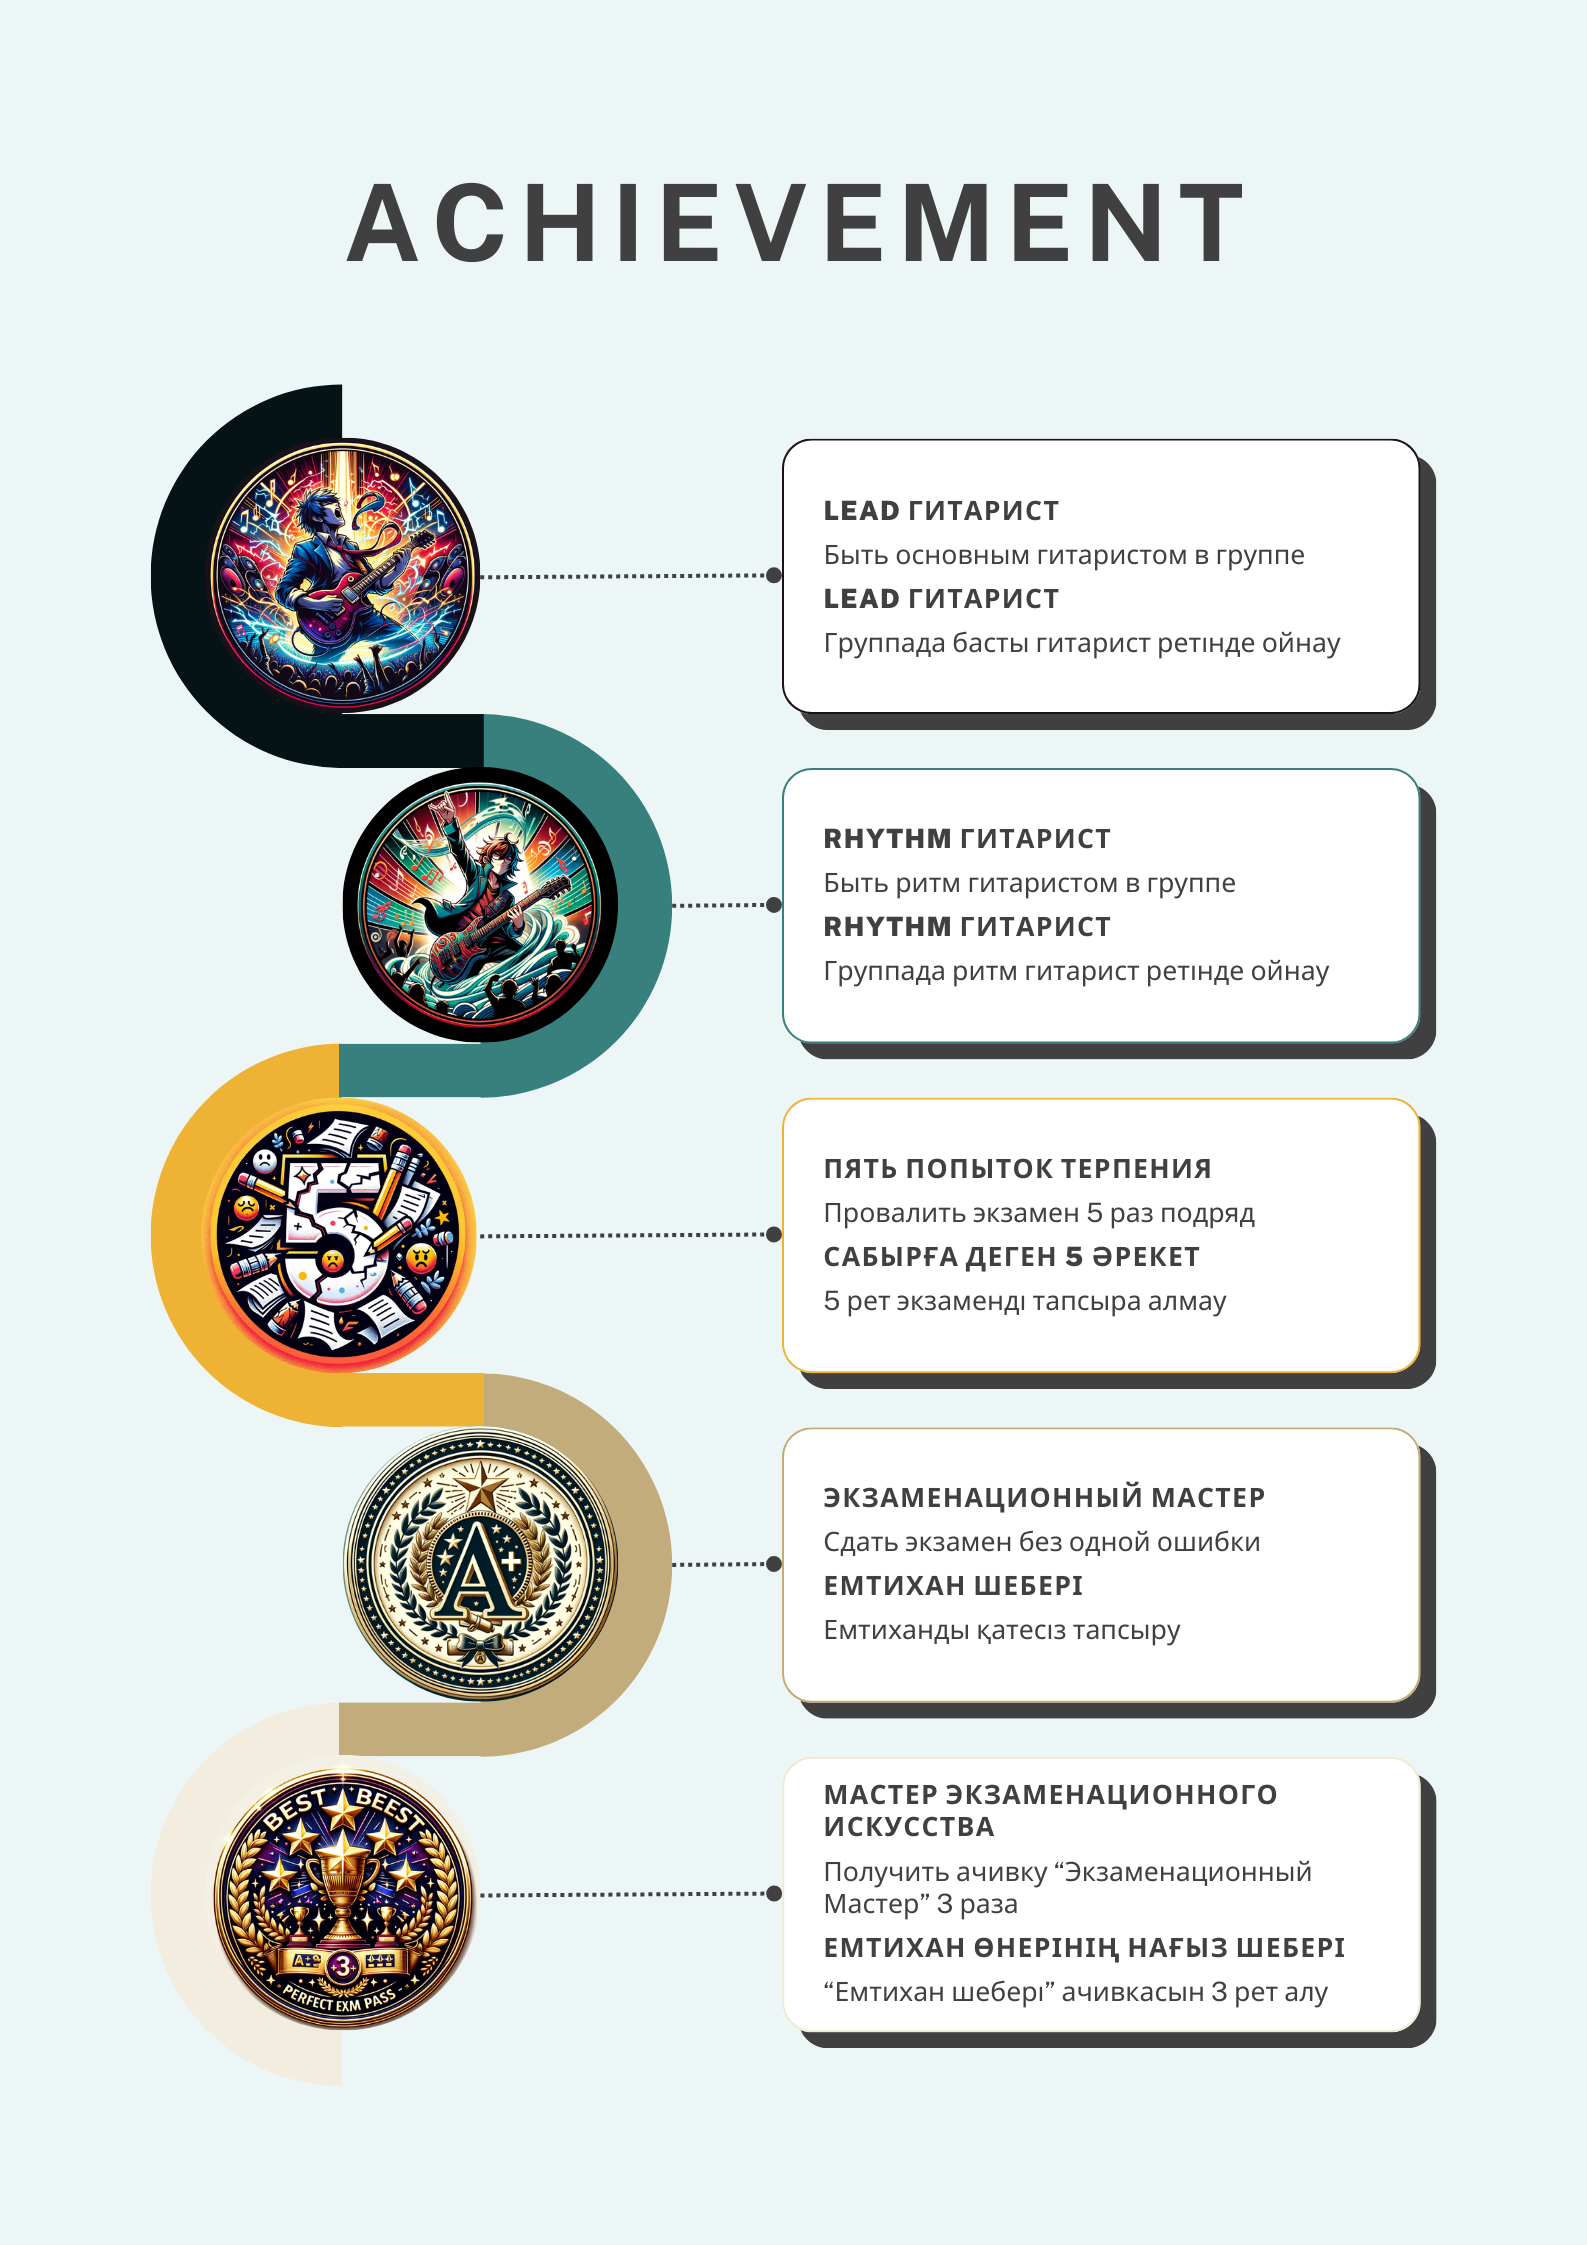 ACHIEVEMENT
LEAD ГИТАРИСТ
Быть основным гитаристом в группе
LEAD ГИТАРИСТ
Группада басты гитарист ретінде ойнау
RHYTHM ГИТАРИСТ
Быть ритм гитаристом в группе
RHYTHM ГИТАРИСТ
Группада ритм гитарист ретінде ойнау
5
ПЯТЬ ПОПЫТОК ТЕРПЕНИЯ
Провалить экзамен 5 раз подряд
САБЫРҒА ДЕГЕН 5 ӘРЕКЕТ
5 рет экзаменді тапсыра алмау
A+
ЭКЗАМЕНАЦИОННЫЙ МАСТЕР
Сдать экзамен без одной ошибки
ЕМТИХАН ШЕБЕРІ
Емтиханды қатесіз тапсыру
BEST BEEST
3
PERFECT EXM PASS
МАСТЕР ЭКЗАМЕНАЦИОННОГО
ИСКУССТВА
Получить ачивку “Экзаменационный
Мастер” 3 раза
ЕМТИХАН ӨНЕРІНІҢ НАҒЫЗ ШЕБЕРІ
“Емтихан шебері” ачивкасын 3 рет алу